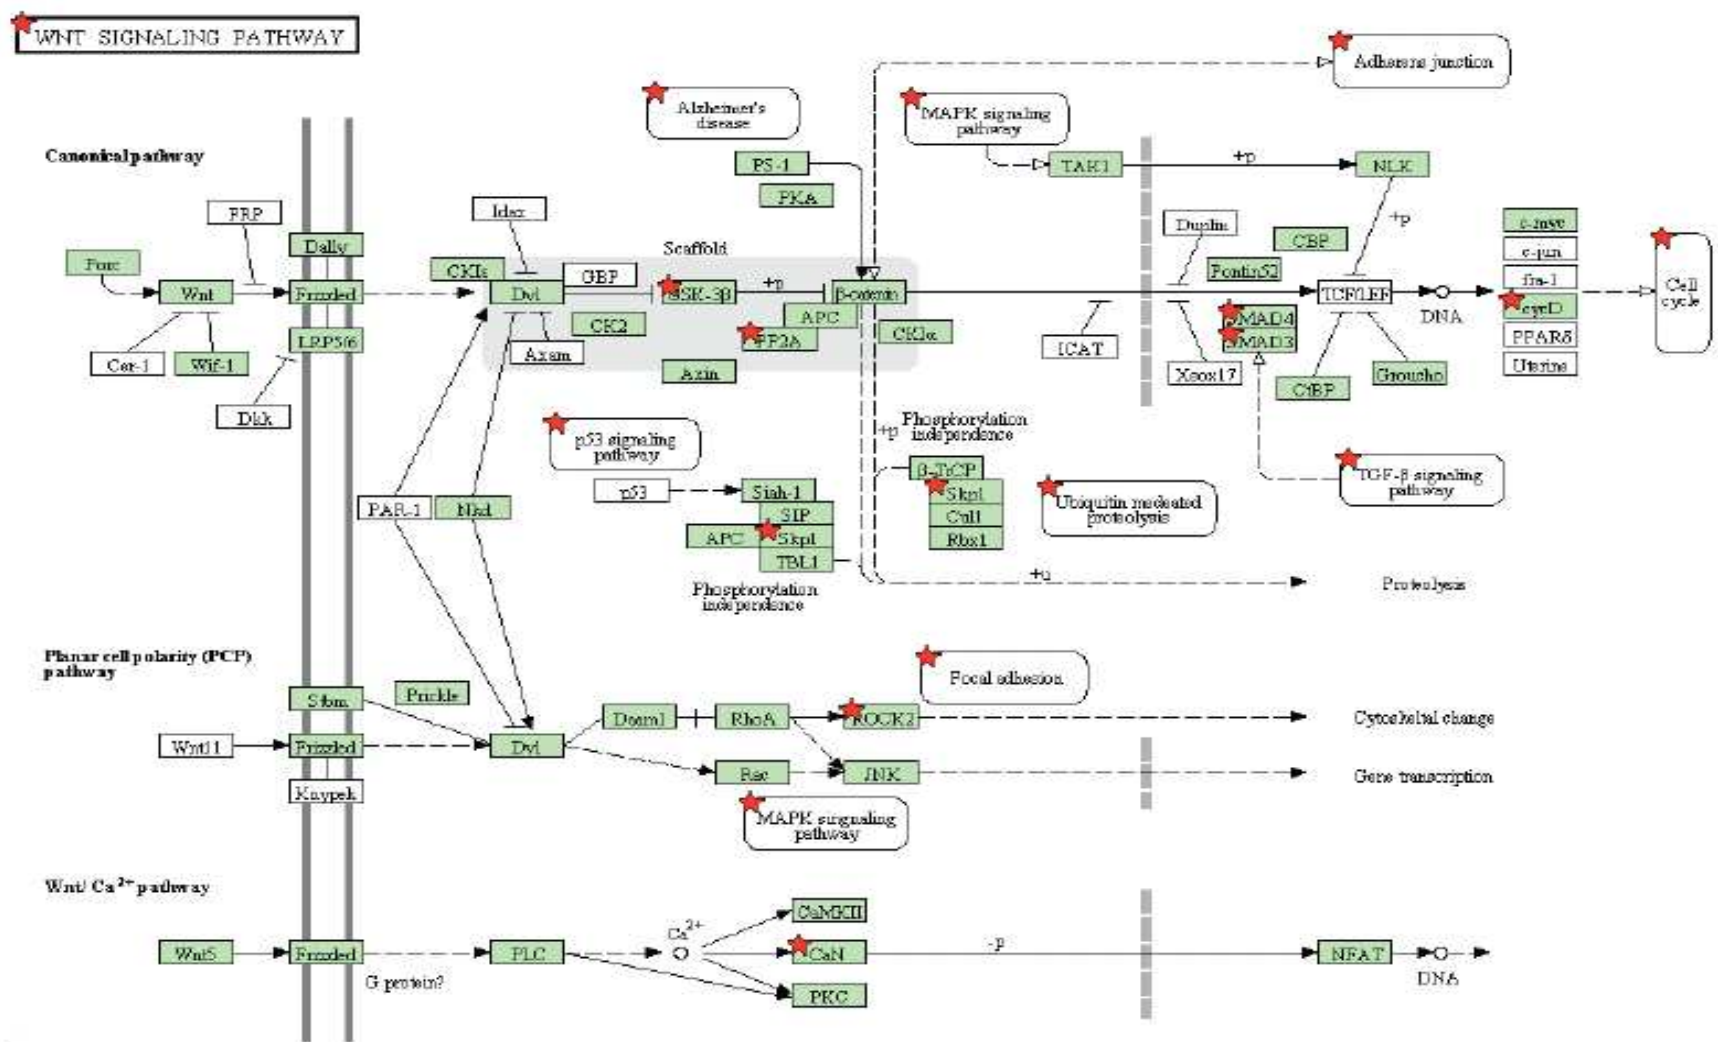 WNT SIGNALING PATHWAY
Adherens junction
Alzheimer's
disease
MAPK signaling
pathway
Canonical pathway
PS-1
TAK1
+p
NLK
PKA
FRP
Idax
Duplin
+p
c-myc
Dally
Scaffold
CBP
c-jun
Porc
CKIε
GBP
Pontin52
fra-1
Cell
cycle
Wnt
Frizzled
Dvl
GSK-3β
+p
β-catenin
TCF/LEF
DNA
cycD
APC
SMAD4
CK2
PP2A
CKIα
SMAD3
PPARδ
LRP5/6
Cer-1
Wif-1
Axam
ICAT
Uterine
Axin
Xsox17
CtBP
Groucho
Dkk
p53 signaling
pathway
+p
Phosphorylation
independence
β-TrCP
TGF-β signaling
pathway
p53
Siah-1
Skp1
Ubiquitin mediated
proteolysis
PAR-1
Nkd
SIP
Cul1
APC
Skp1
Rbx1
TBL1
+u
Proteolysis
Phosphorylation
independence
Planar cell polarity (PCP)
pathway
Focal adhesion
Stbm
Prickle
Daam1
RhoA
ROCK2
Cytoskeltal change
Wnt11
Frizzled
Dvl
Rac
JNK
Gene transcription
Knypek
MAPK singnaling
pathway
Wnt/ Ca2+ pathway
CaMKII
Ca2+
Wnt5
Frizzled
PLC
CaN
-p
NFAT
DNA
G protein?
PKC